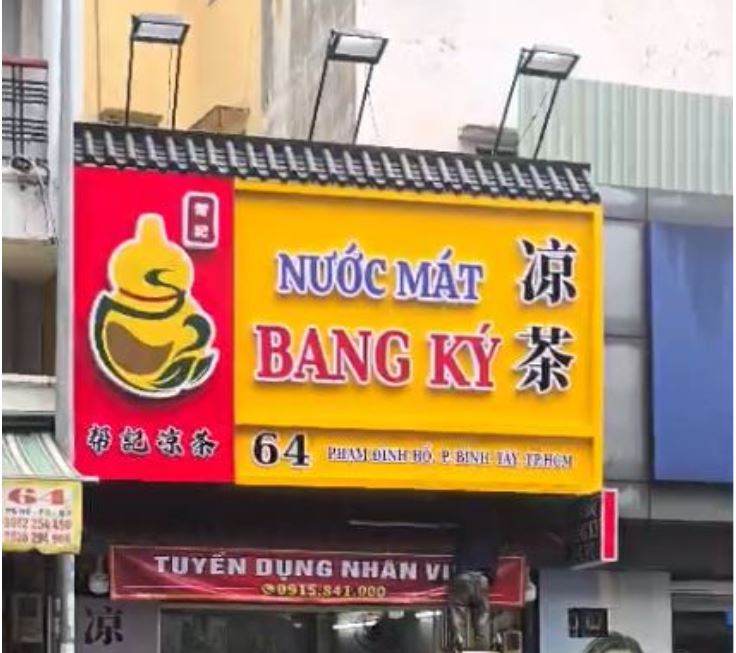 幫記
帮記凉茶
NƯỚC MÁT
BANG KÝ
凉茶
64 PHẠM ĐÌNH HỔ, P. BÌNH TÂY, TP.HCM
64
TUYỂN DỤNG NHÂN VI
0915.841.000
凉